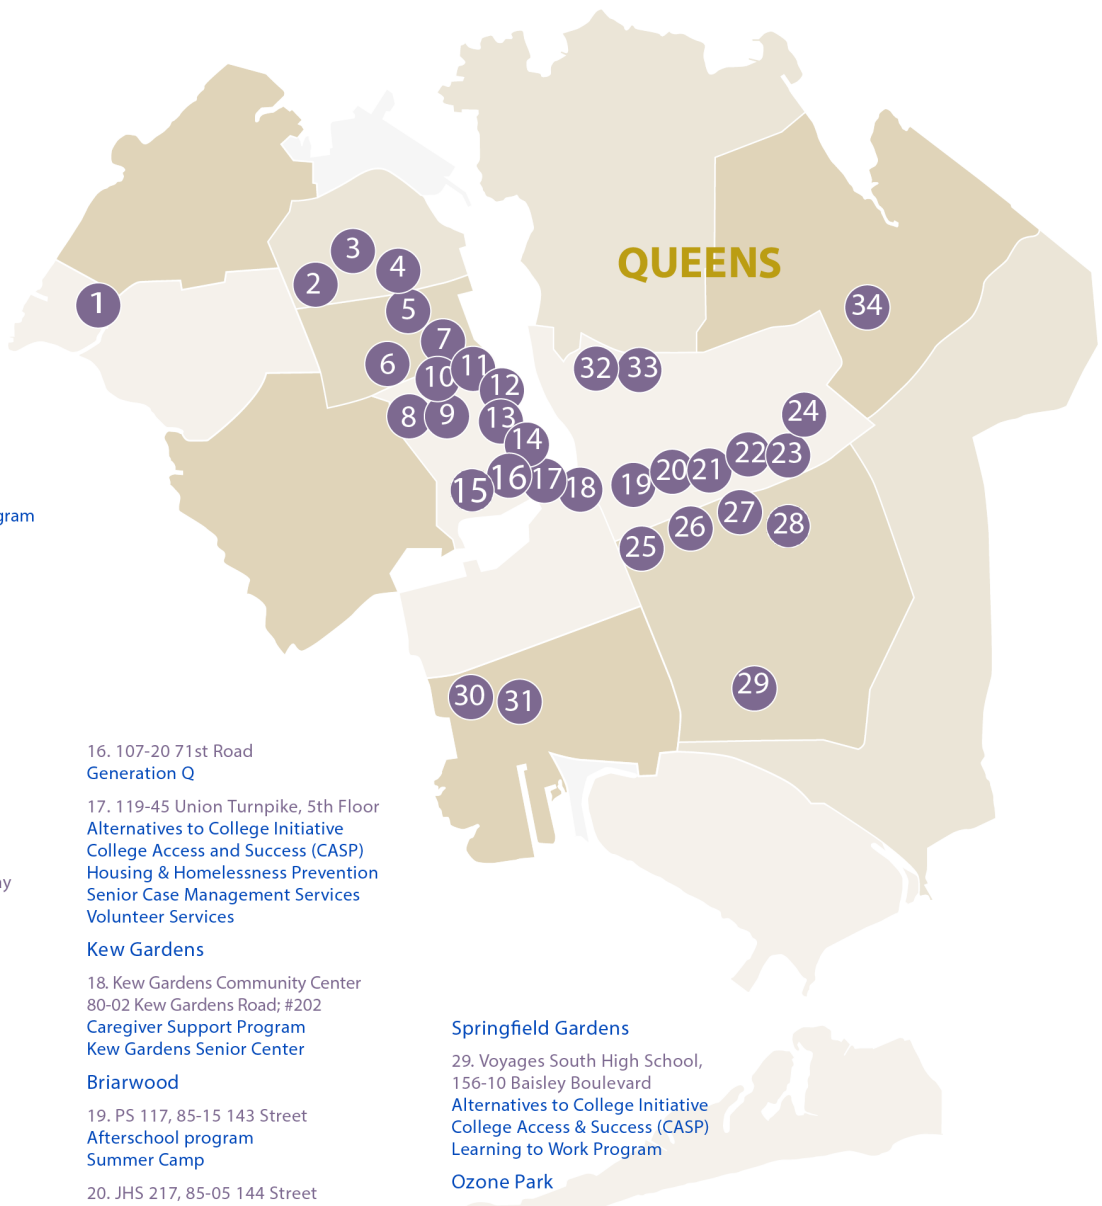 QUEENS
1
2
3
4
5
6
7
8
9
10
11
12
13
14
15
16
17
18
19
20
21
22
23
24
25
26
27
28
29
30
31
32
33
34
16. 107-20 71st Road
Generation Q
17. 119-45 Union Turnpike, 5th Floor
Alternatives to College Initiative
College Access and Success (CASP)
Housing & Homelessness Prevention
Senior Case Management Services
Volunteer Services
Kew Gardens
18. Kew Gardens Community Center
80-02 Kew Gardens Road; #202
Caregiver Support Program
Kew Gardens Senior Center
Briarwood
19. PS 117, 85-15 143 Street
Afterschool program
Summer Camp
20. JHS 217, 85-05 144 Street
Springfield Gardens
29. Voyages South High School,
156-10 Baisley Boulevard
Alternatives to College Initiative
College Access & Success (CASP)
Learning to Work Program
Ozone Park